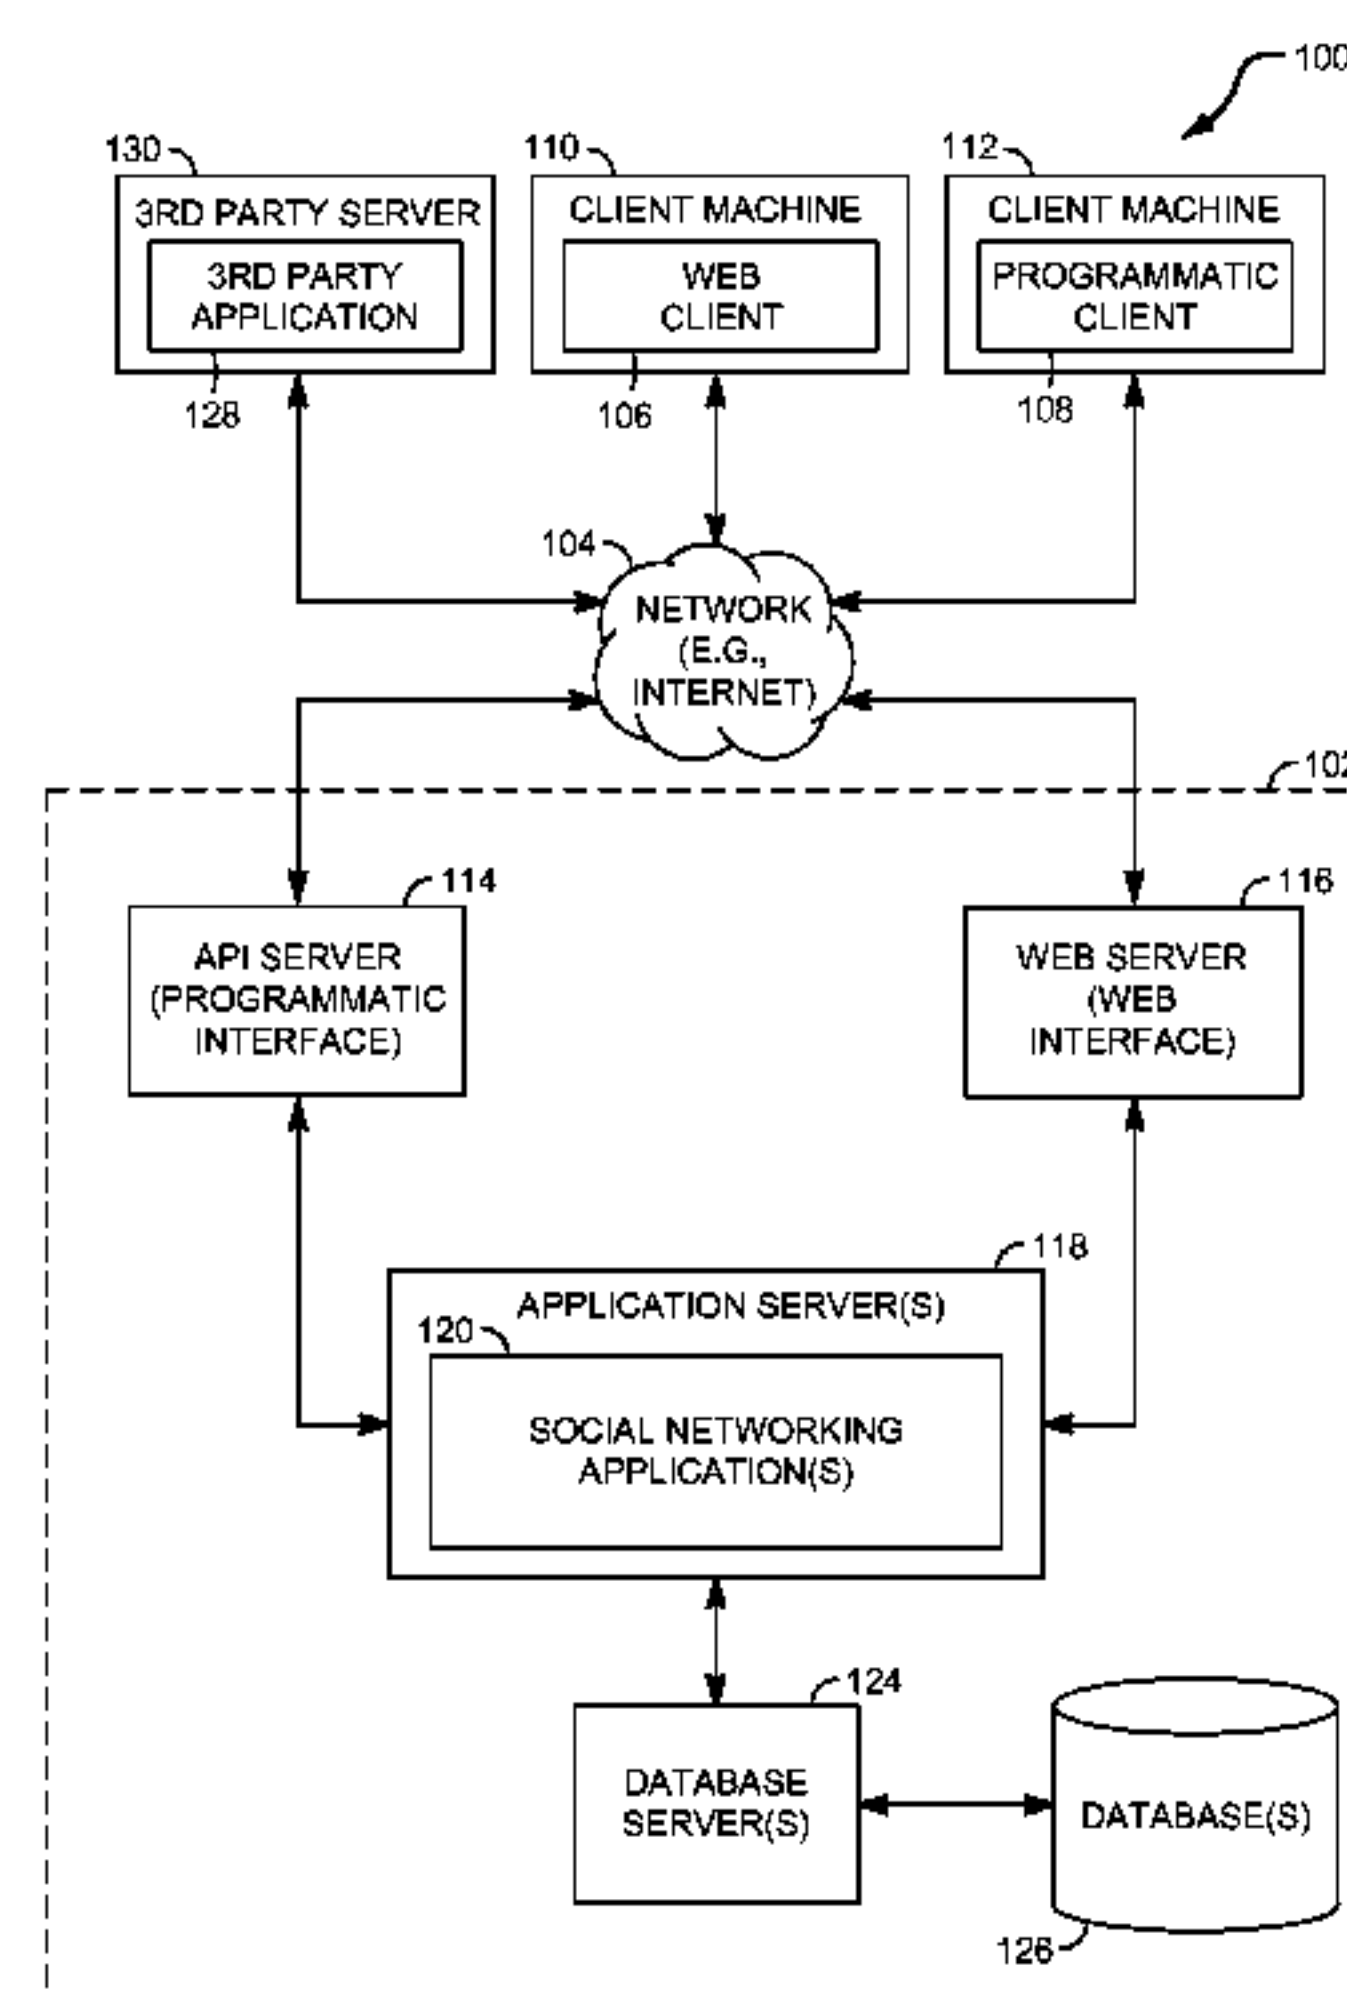 100
130
110
112
3RD PARTY SERVER
CLIENT MACHINE
CLIENT MACHINE
3RD PARTY
APPLICATION
WEB
CLIENT
PROGRAMMATIC
CLIENT
128
106
108
104
NETWORK
(E.G.,
INTERNET)
102
114
116
API SERVER
(PROGRAMMATIC
INTERFACE)
WEB SERVER
(WEB
INTERFACE)
118
APPLICATION SERVER(S)
120
SOCIAL NETWORKING
APPLICATION(S)
124
DATABASE
SERVER(S)
DATABASE(S)
126